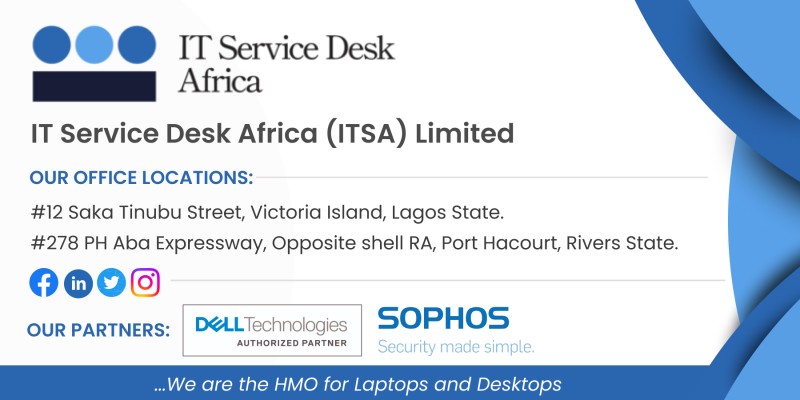 IT Service Desk
Africa
IT Service Desk Africa (ITSA) Limited
OUR OFFICE LOCATIONS:
#12 Saka Tinubu Street, Victoria Island, Lagos State.
#278 PH Aba Expressway, Opposite shell RA, Port Hacourt, Rivers State.
in
OUR PARTNERS:
DELLTechnologies
AUTHORIZED PARTNER
SOPHOS
Security made simple.
...We are the HMO for Laptops and Desktops